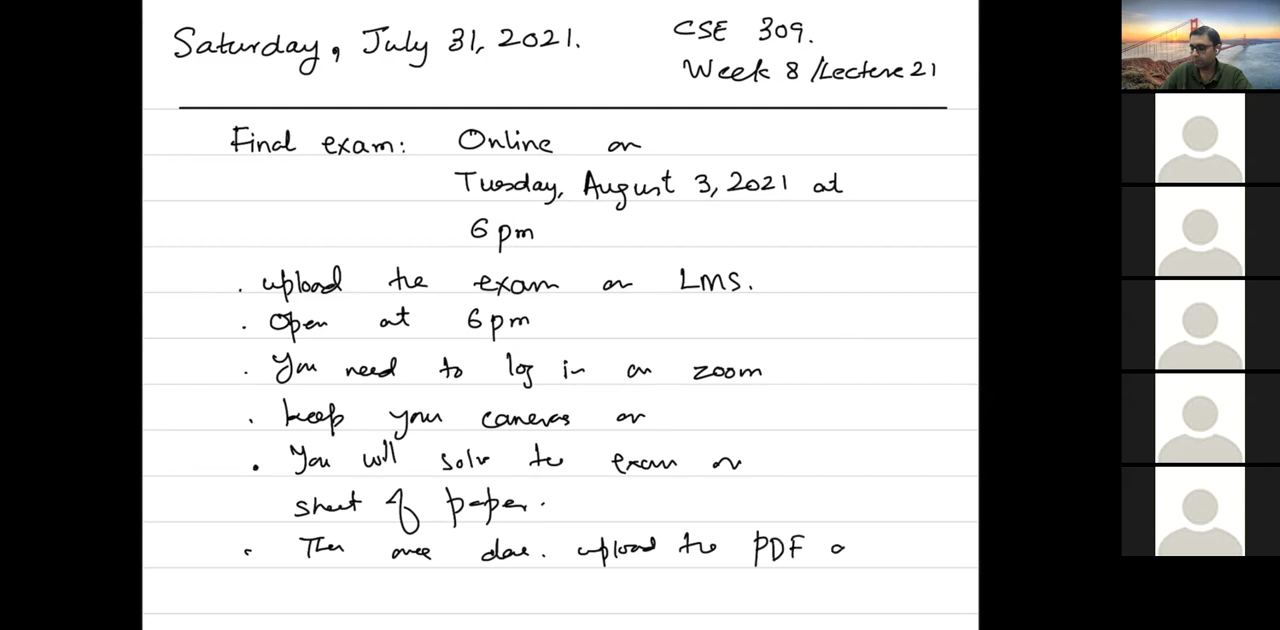 Saturday, July 31, 2021.
CSE 309.
Week 8 /Lecture 21
Final exam: Online on
Tuesday, August 3, 2021 at
6 pm
. upload the exam on LMS.
. Open at 6 pm
. You need to log in on zoom
. keep your cameras on
. You will solve the exam on
sheet of paper.
. Then once done. upload the PDF o